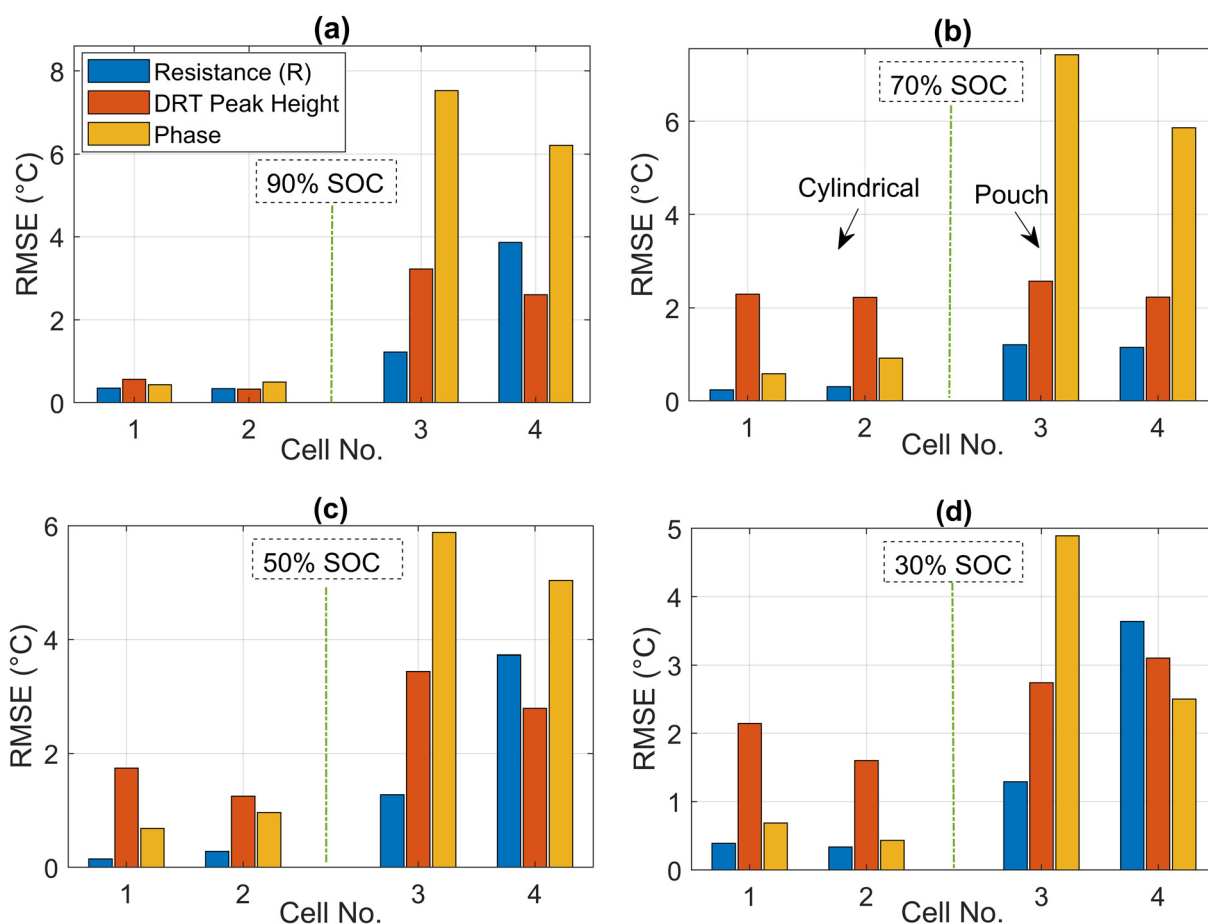 (a)
RMSE (°C)
8
6
4
2
0
Resistance (R)
DRT Peak Height
Phase
90% SOC
1 2 3 4
Cell No.
(b)
RMSE (°C)
6
4
2
0
70% SOC
Cylindrical
Pouch
1 2 3 4
Cell No.
(c)
RMSE (°C)
6
4
2
0
50% SOC
1 2 3 4
Cell No.
(d)
RMSE (°C)
5
4
3
2
1
0
30% SOC
1 2 3 4
Cell No.